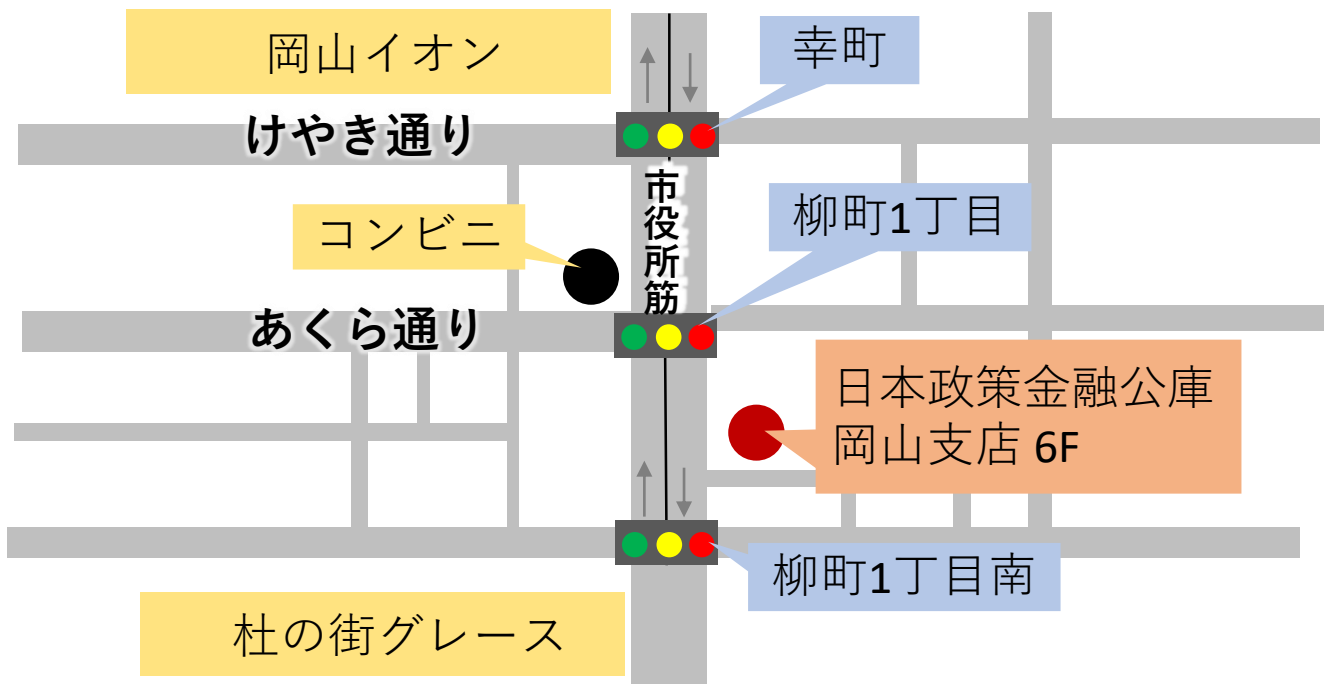 岡山イオン
幸町
けやき通り
市役所筋
コンビニ
柳町1丁目
あくら通り
日本政策金融公庫
岡山支店 6F
柳町1丁目南
杜の街グレース